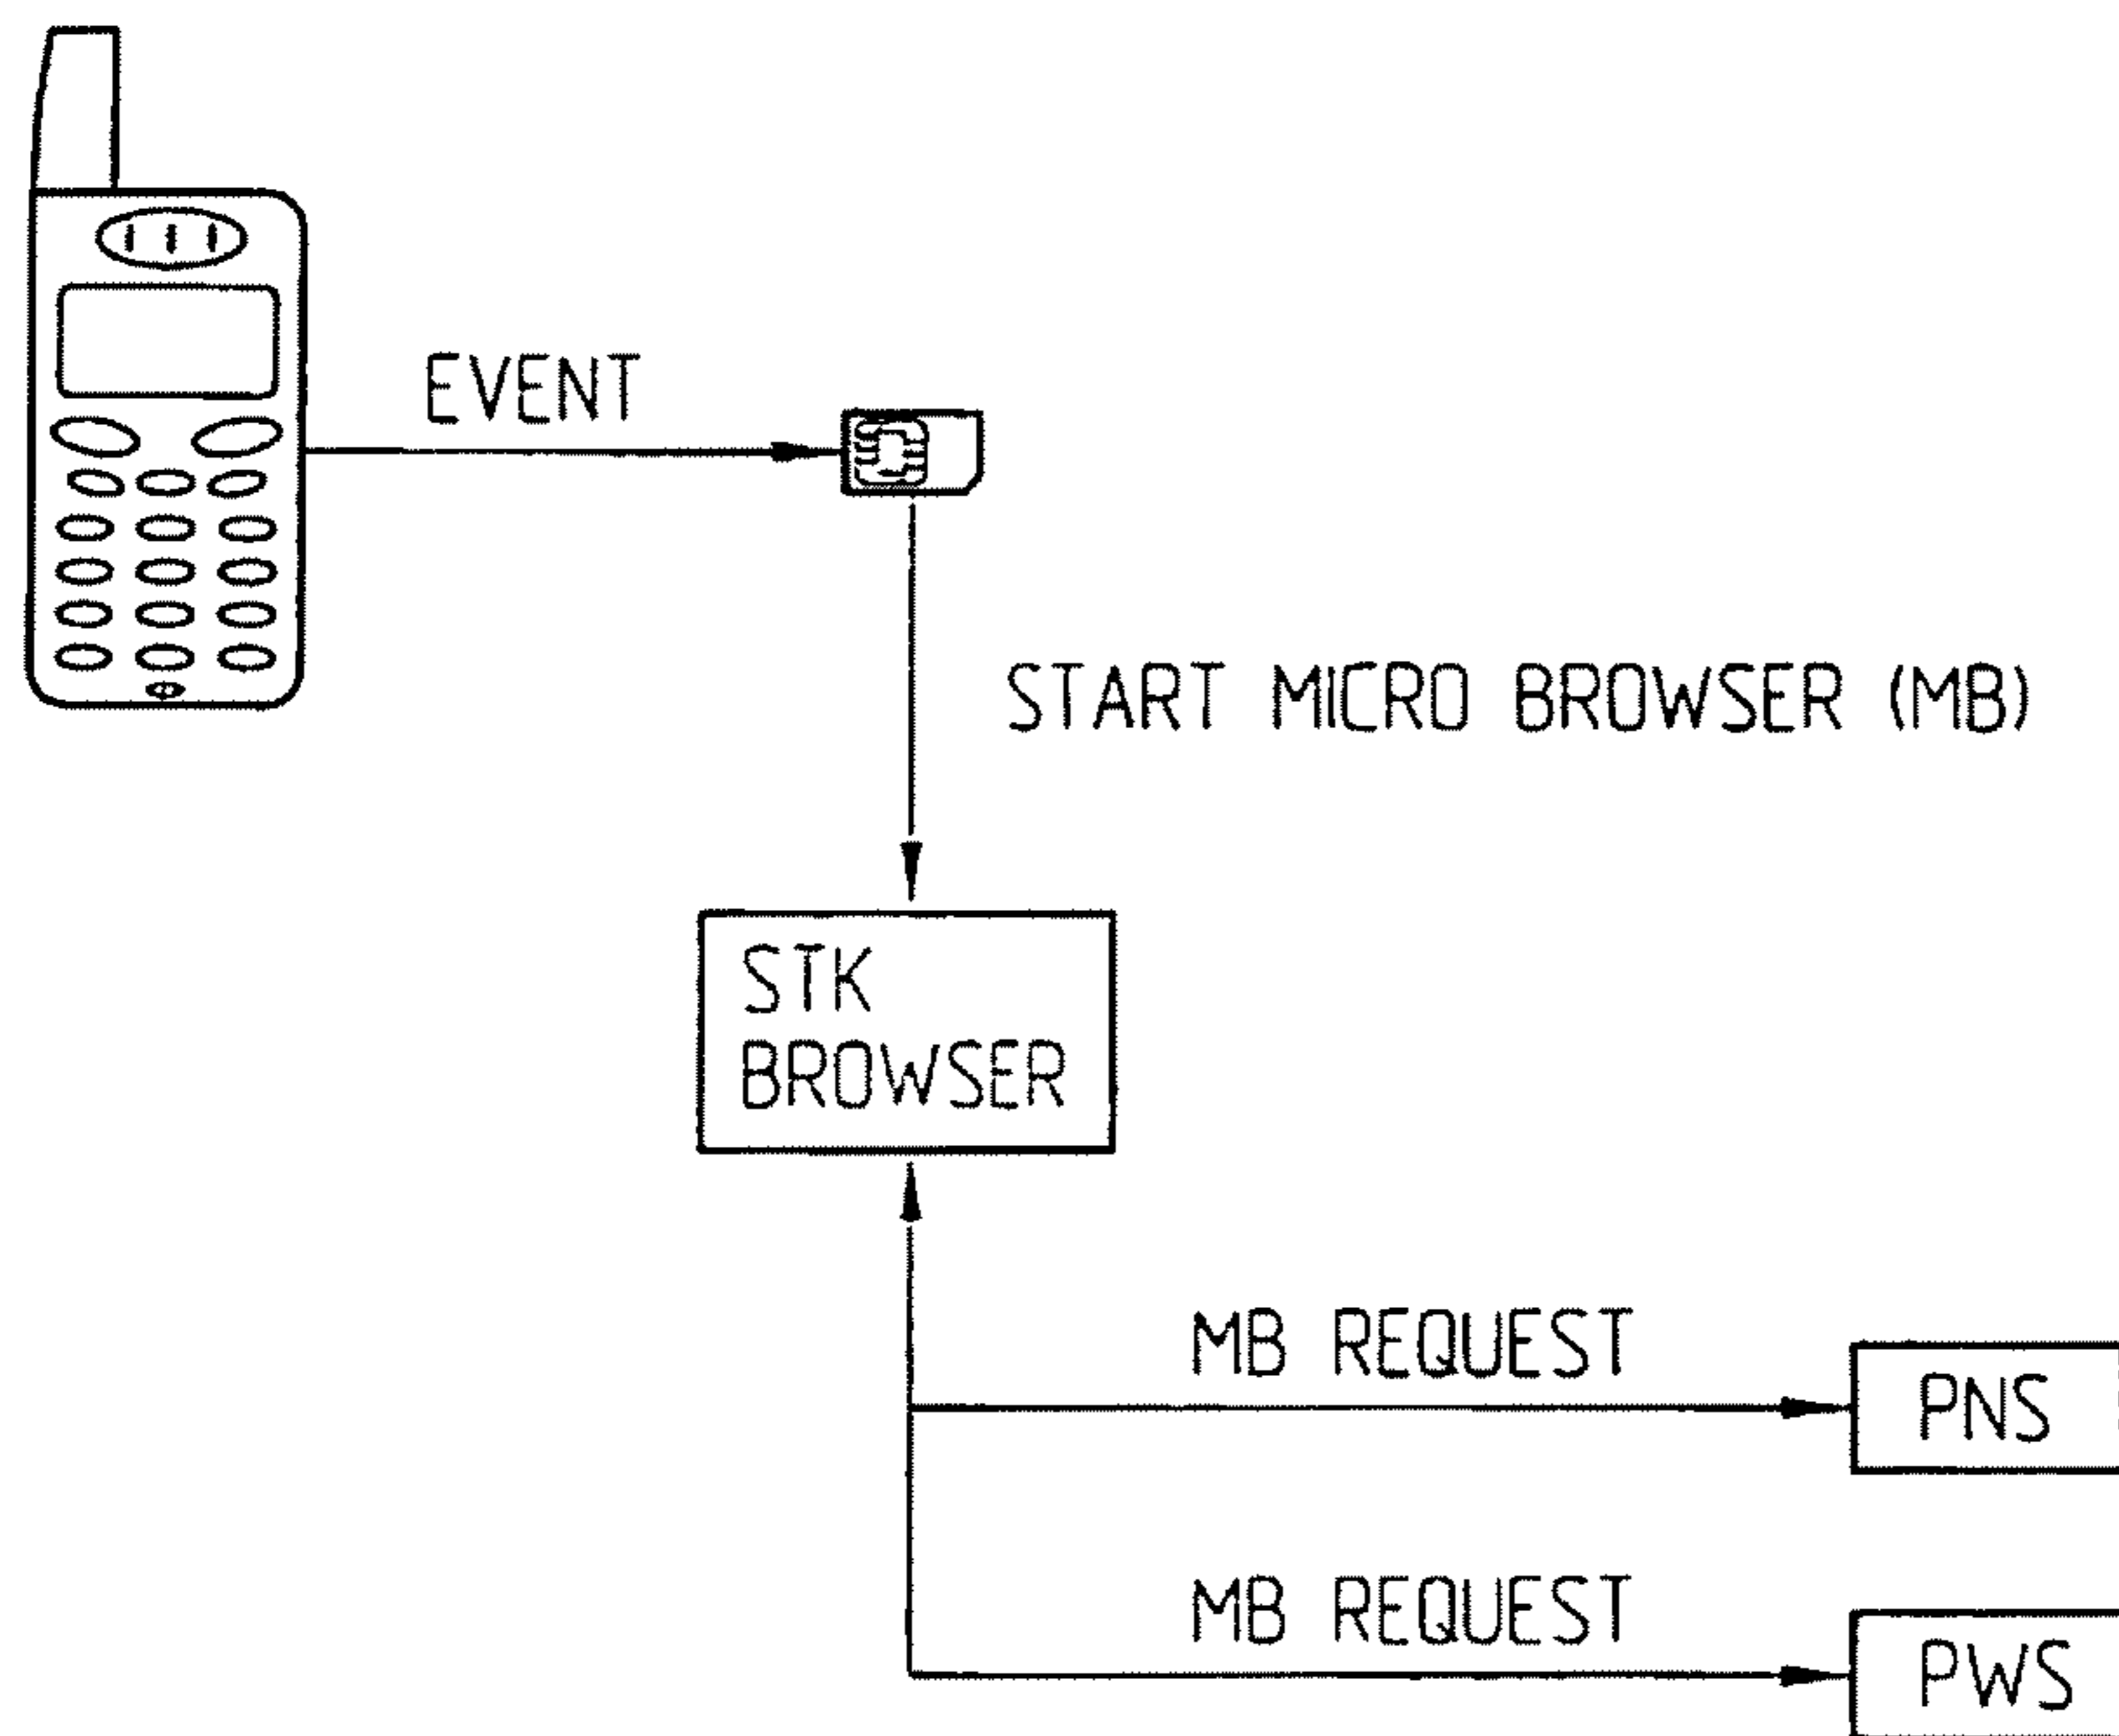 EVENT
START MICRO BROWSER (MB)
STK
BROWSER
MB REQUEST
PNS
MB REQUEST
PWS